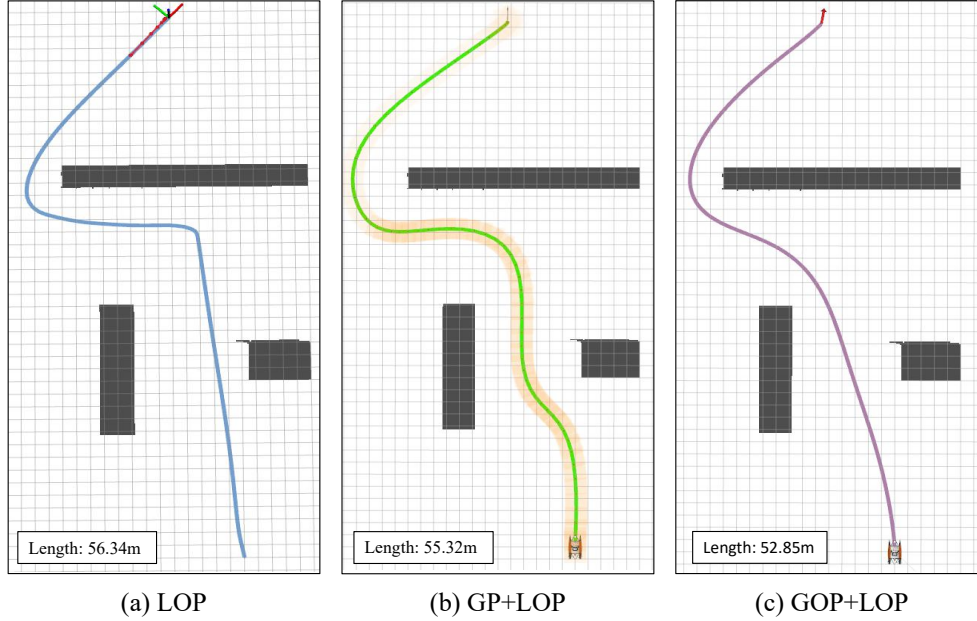 Length: 56.34m
Length: 55.32m
Length: 52.85m
(a) LOP
(b) GP+LOP
(c) GOP+LOP